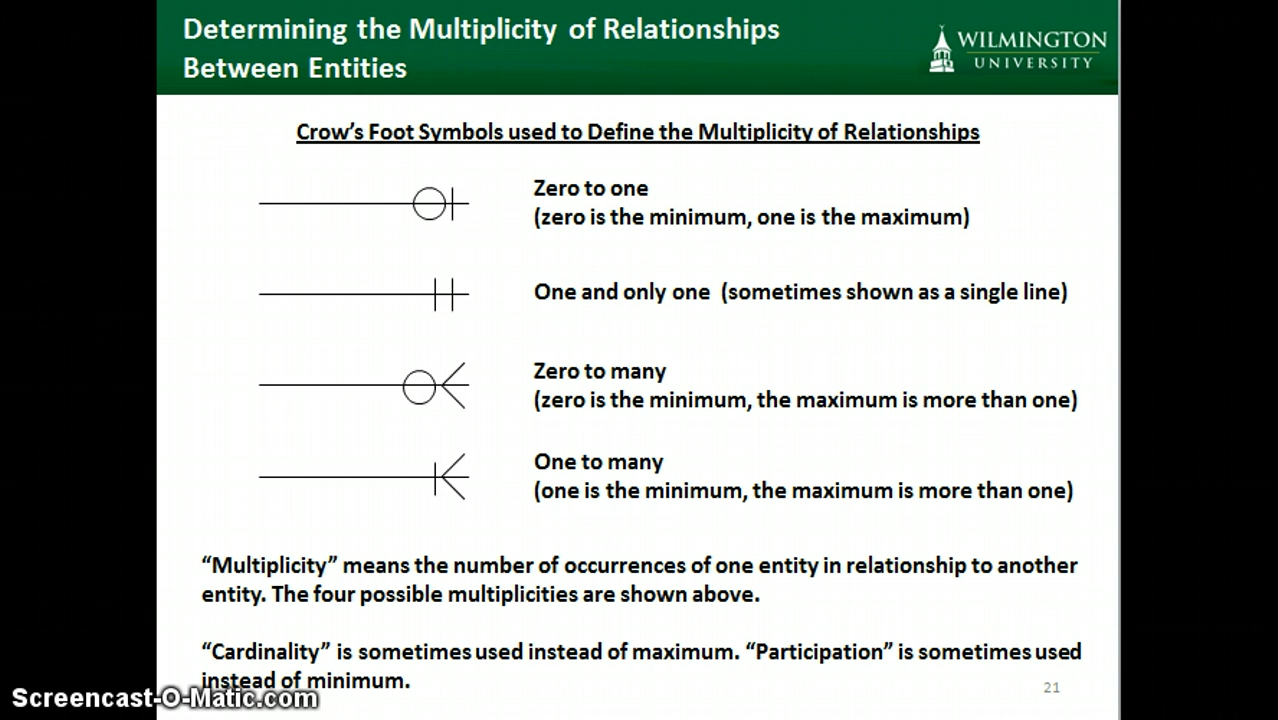 Determining the Multiplicity of Relationships
Between Entities
WILMINGTON
UNIVERSITY
Crow's Foot Symbols used to Define the Multiplicity of Relationships
Zero to one
(zero is the minimum, one is the maximum)
One and only one (sometimes shown as a single line)
Zero to many
(zero is the minimum, the maximum is more than one)
One to many
(one is the minimum, the maximum is more than one)
“Multiplicity” means the number of occurrences of one entity in relationship to another
entity. The four possible multiplicities are shown above.
“Cardinality” is sometimes used instead of maximum. “Participation” is sometimes used
instead of minimum.
21
Screencast-O-Matic.com